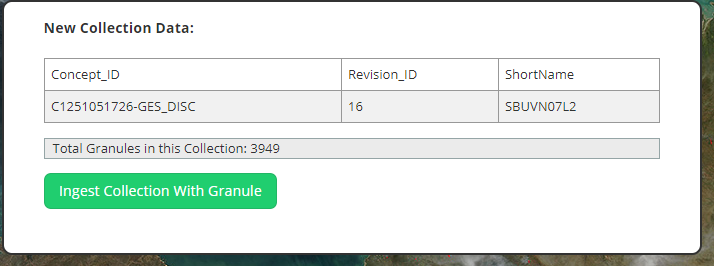 New Collection Data:
Concept_ID Revision_ID ShortName
C1251051726-GES_DISC 16 SBUVN07L2
Total Granules in this Collection: 3949
Ingest Collection With Granule